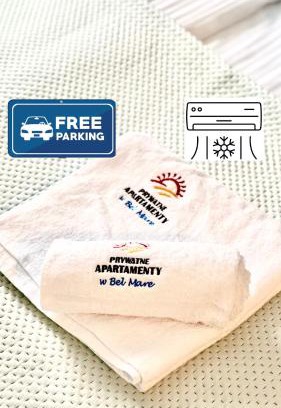 FREE
PARKING
PRYWATNE
APARTAMENTY
w Bel Mare
PRYWATNE
APARTAMENTY
w Bel Mare